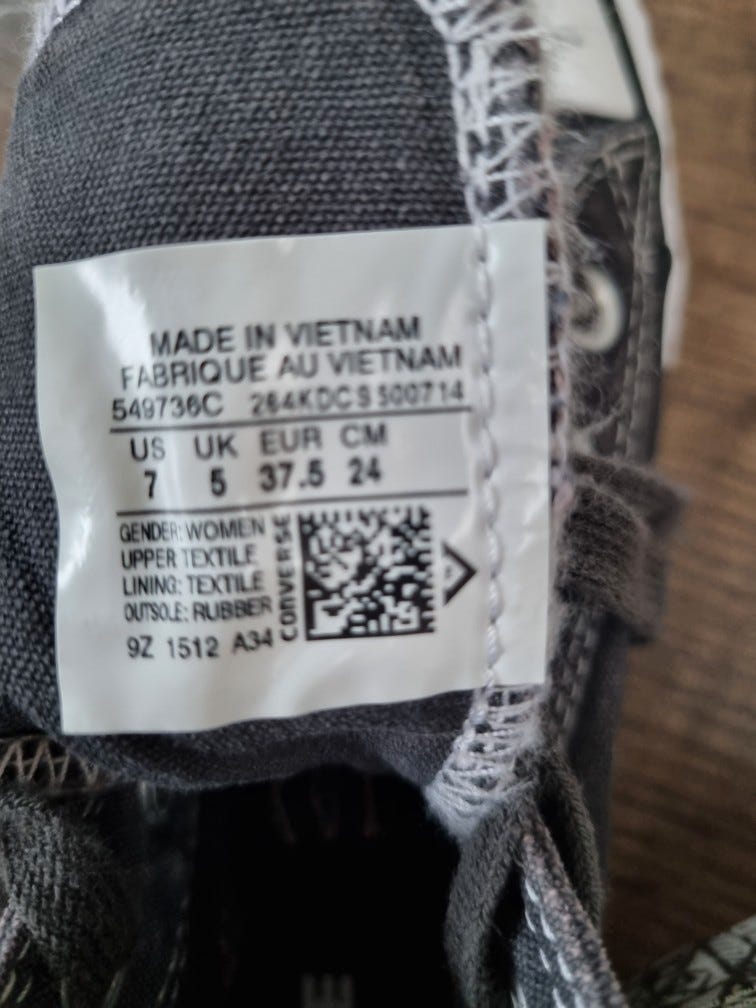 MADE IN VIETNAM
FABRIQUE AU VIETNAM
549736C 264KDCS500714
US UK EUR CM
7 5 37.5 24
GENDER: WOMEN
UPPER TEXTILE
LINING: TEXTILE
OUTSOLE: RUBBER
9Z 1512 A34
CONVERSE
E